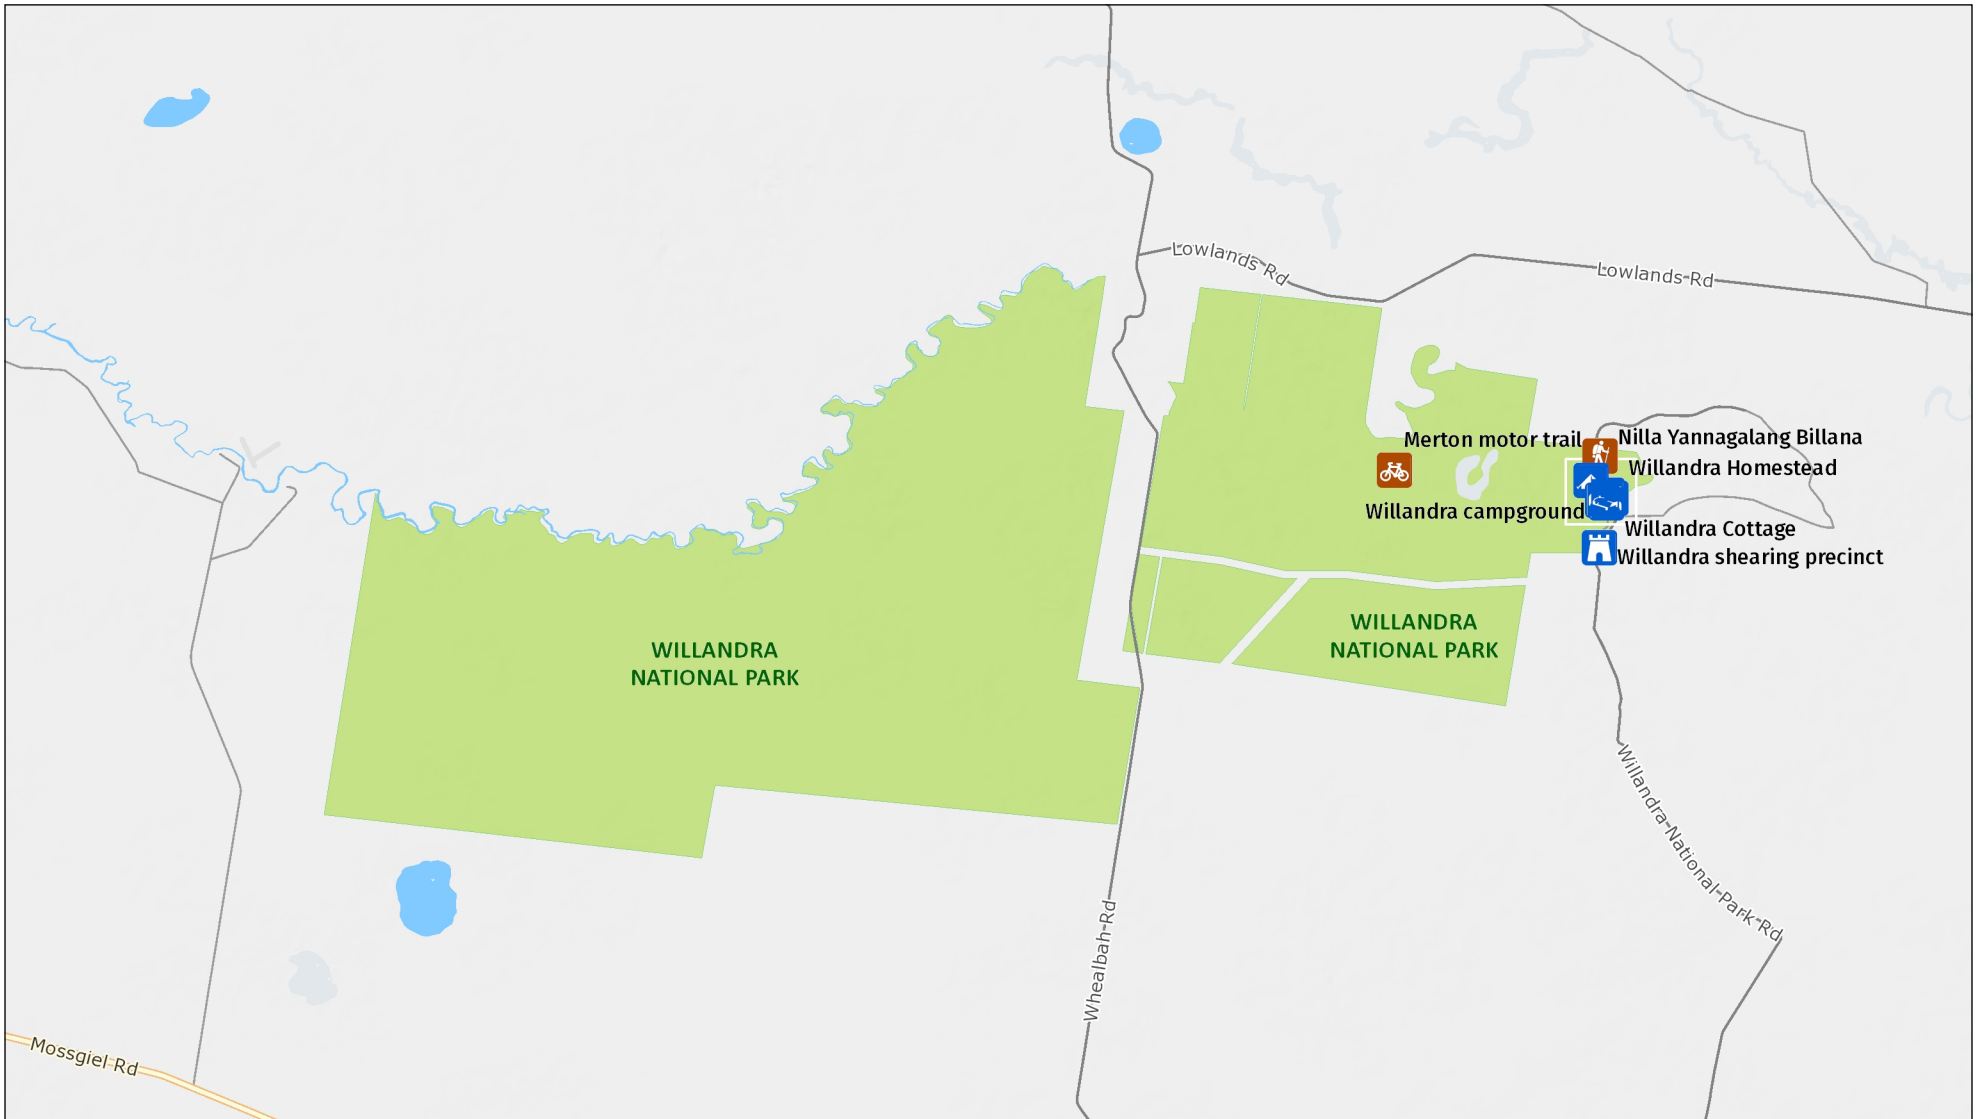 Lowlands Rd
Lowlands Rd
Merton motor trail
Nilla Yannagalang Billana
Willandra Homestead
Willandra campground
Willandra Cottage
Willandra shearing precinct
WILLANDRA
NATIONAL PARK
WILLANDRA
NATIONAL PARK
Willandra-National-Park-Rd
Whealbah-Rd
Mossgiel Rd